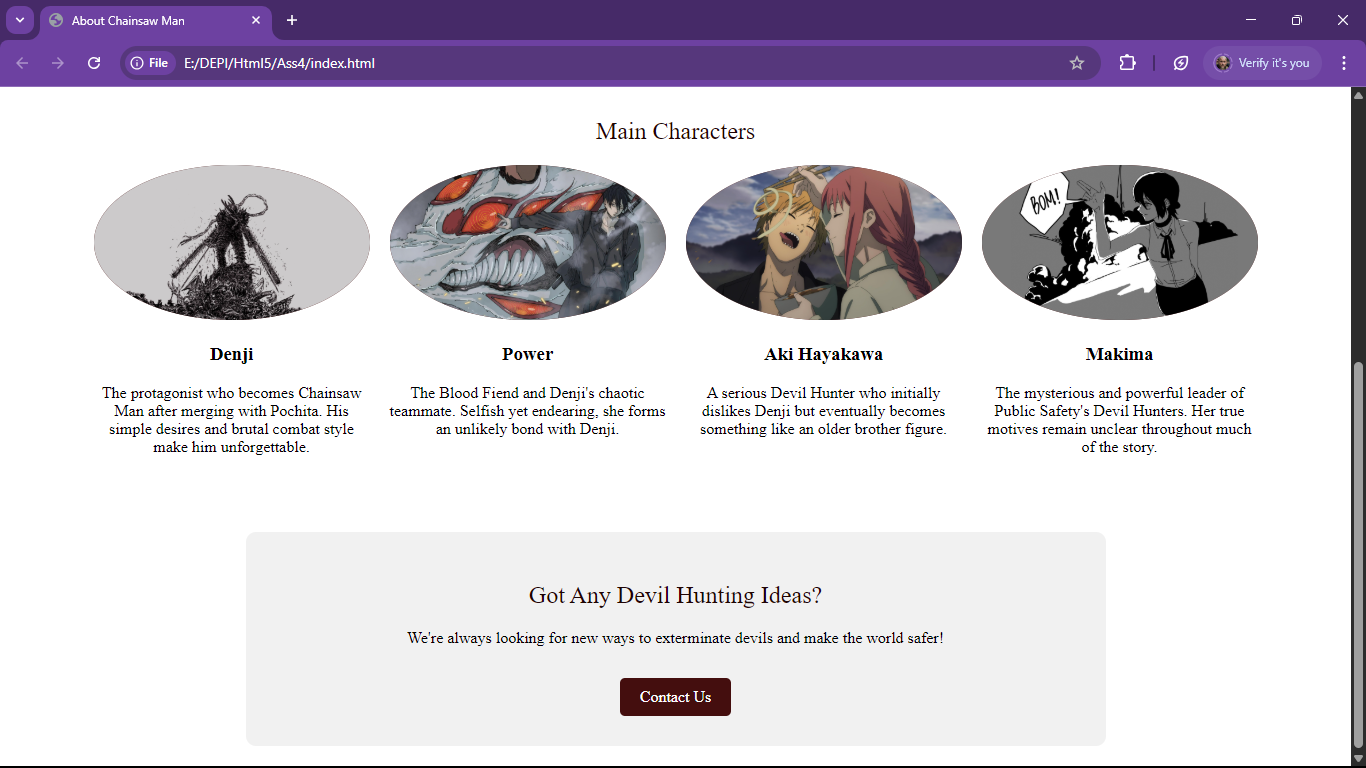 About Chainsaw Man
File
E:/DEPI/Html5/Ass4/index.html
Verify it's you
Main Characters
BOM!
Denji
The protagonist who becomes Chainsaw
Man after merging with Pochita. His
simple desires and brutal combat style
make him unforgettable.
Power
The Blood Fiend and Denji's chaotic
teammate. Selfish yet endearing, she forms
an unlikely bond with Denji.
Aki Hayakawa
A serious Devil Hunter who initially
dislikes Denji but eventually becomes
something like an older brother figure.
Makima
The mysterious and powerful leader of
Public Safety's Devil Hunters. Her true
motives remain unclear throughout much
of the story.
Got Any Devil Hunting Ideas?
We're always looking for new ways to exterminate devils and make the world safer!
Contact Us